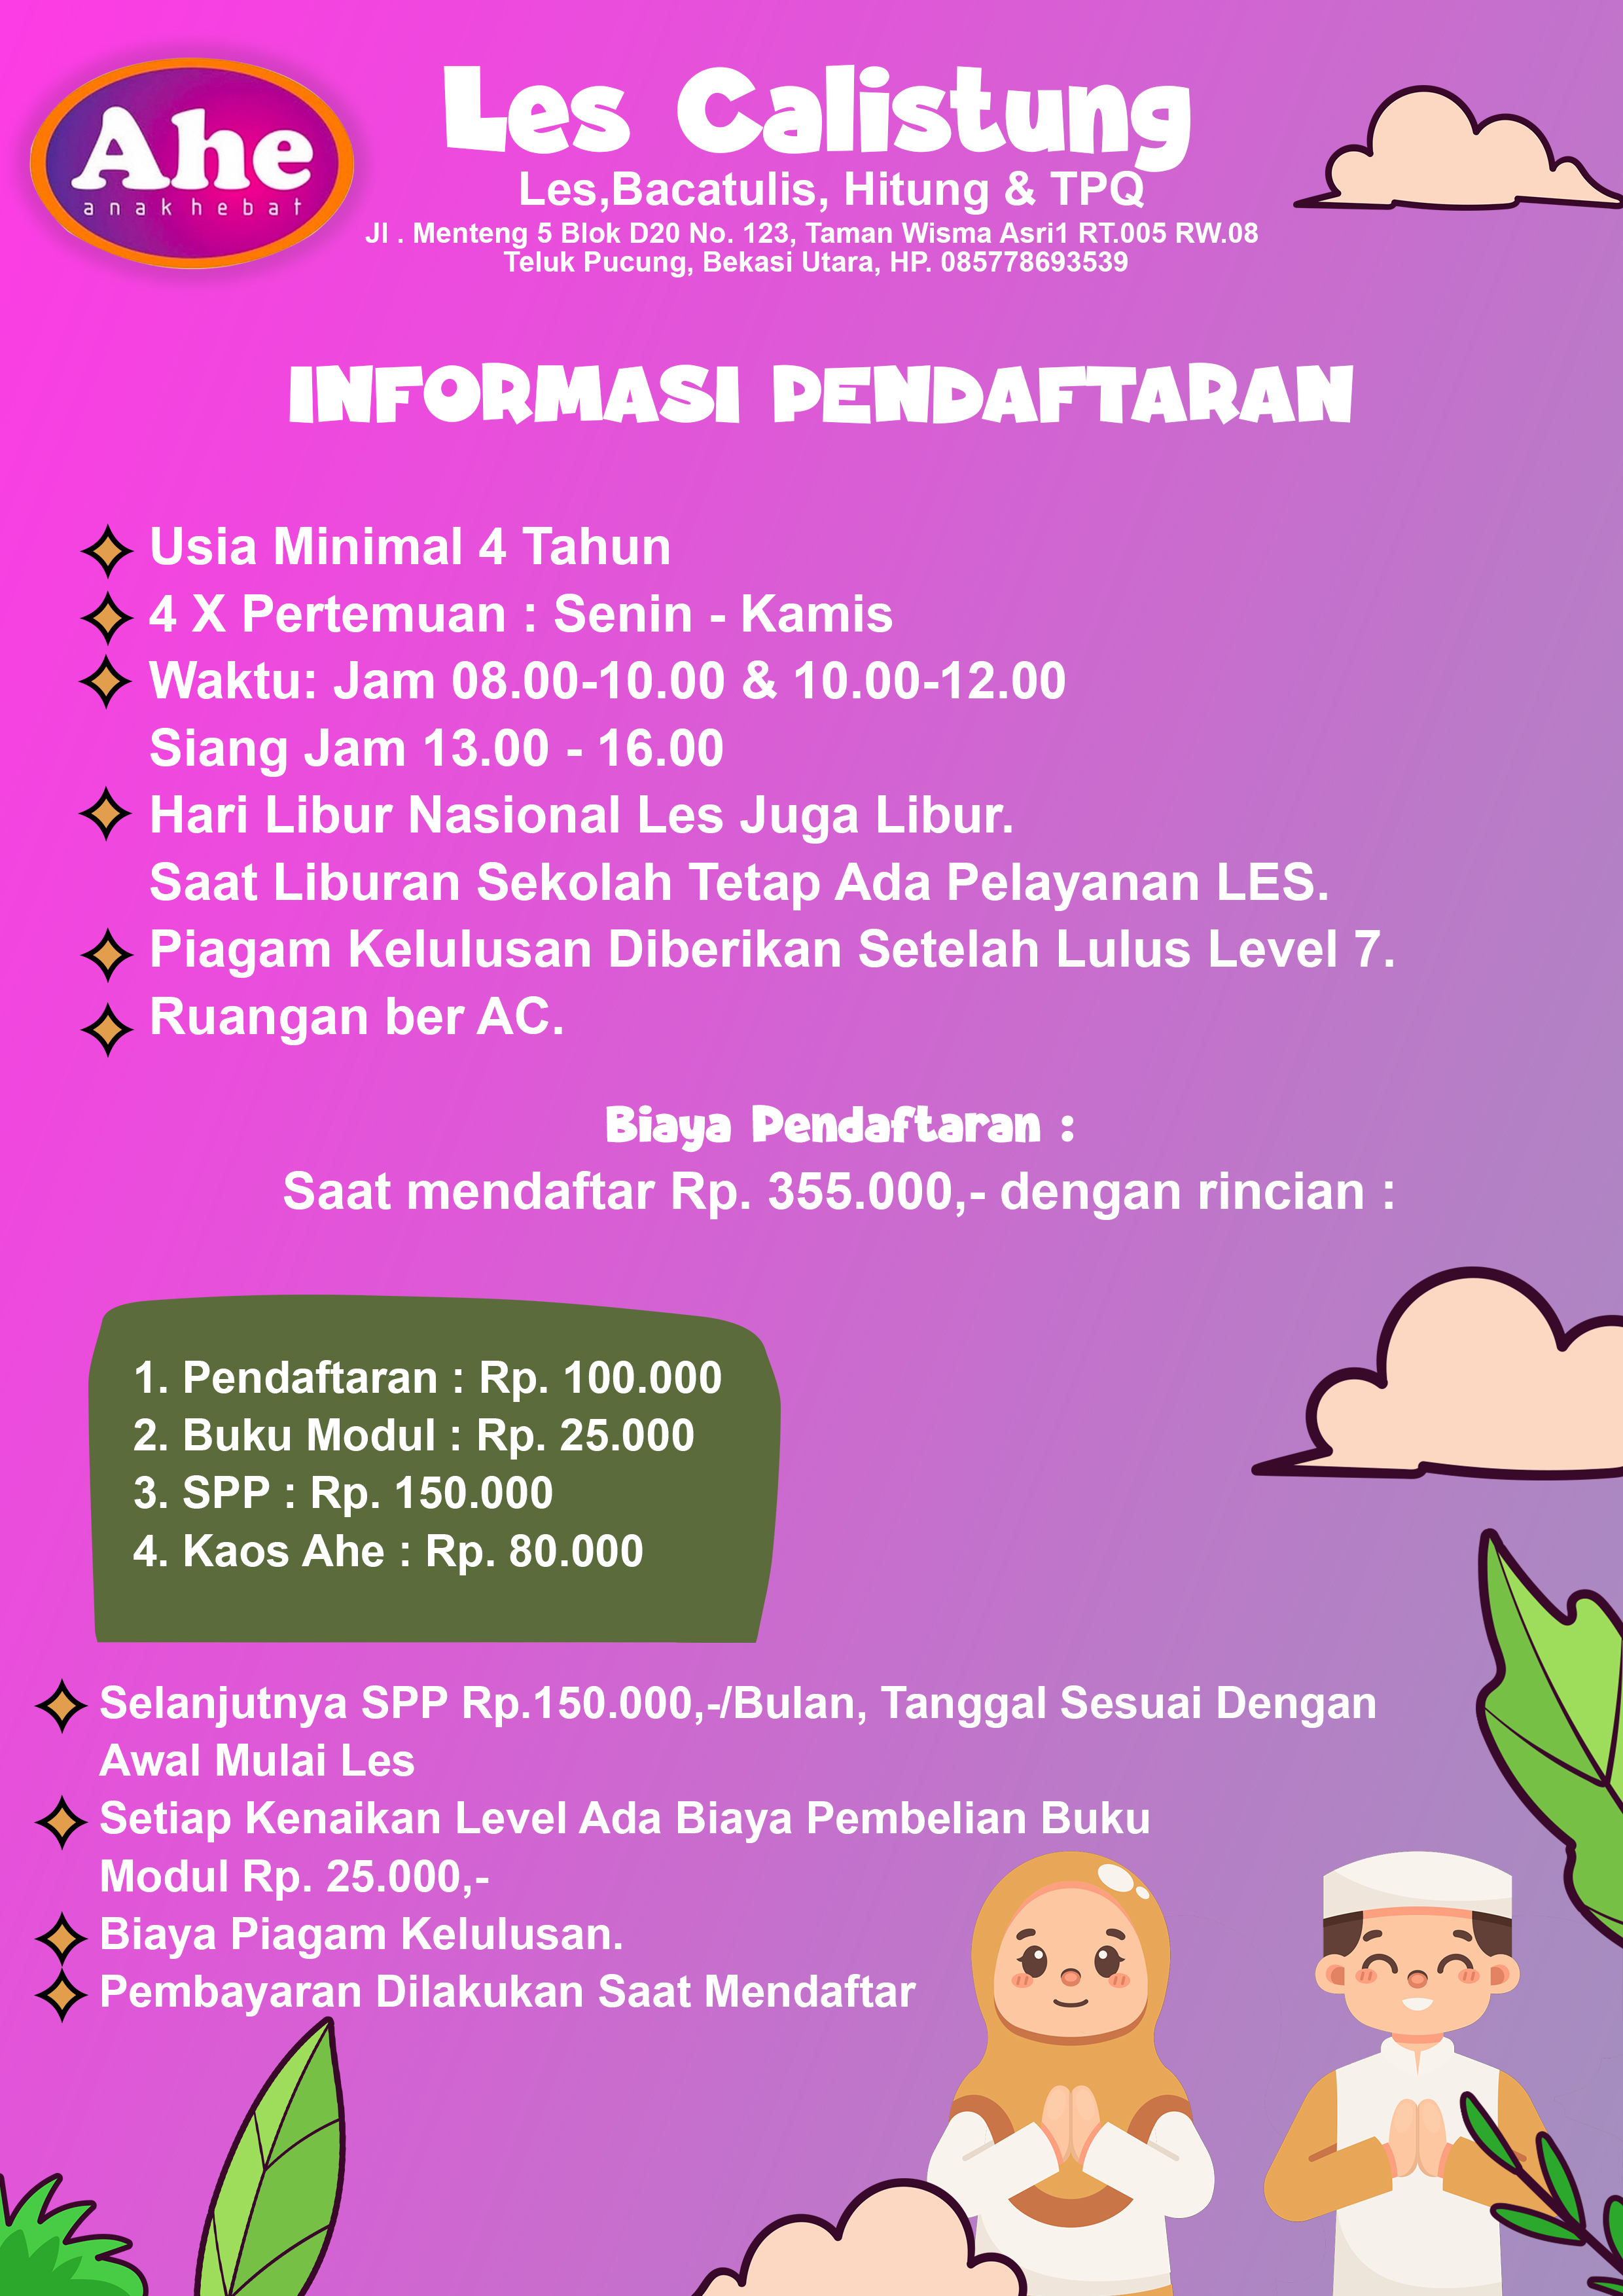 Ahe
anakhebat
Les Calistung
Les,Bacatulis, Hitung & TPQ
Jl . Menteng 5 Blok D20 No. 123, Taman Wisma Asri1 RT.005 RW.08
Teluk Pucung, Bekasi Utara, HP. 085778693539
INFORMASI PENDAFTARAN
Usia Minimal 4 Tahun
4 X Pertemuan : Senin - Kamis
Waktu: Jam 08.00-10.00 & 10.00-12.00
Siang Jam 13.00 - 16.00
Hari Libur Nasional Les Juga Libur.
Saat Liburan Sekolah Tetap Ada Pelayanan LES.
Piagam Kelulusan Diberikan Setelah Lulus Level 7.
Ruangan ber AC.
Biaya Pendaftaran :
Saat mendaftar Rp. 355.000,- dengan rincian :
1. Pendaftaran : Rp. 100.000
2. Buku Modul : Rp. 25.000
3. SPP : Rp. 150.000
4. Kaos Ahe : Rp. 80.000
Selanjutnya SPP Rp.150.000,-/Bulan, Tanggal Sesuai Dengan
Awal Mulai Les
Setiap Kenaikan Level Ada Biaya Pembelian Buku
Modul Rp. 25.000,-
Biaya Piagam Kelulusan.
Pembayaran Dilakukan Saat Mendaftar